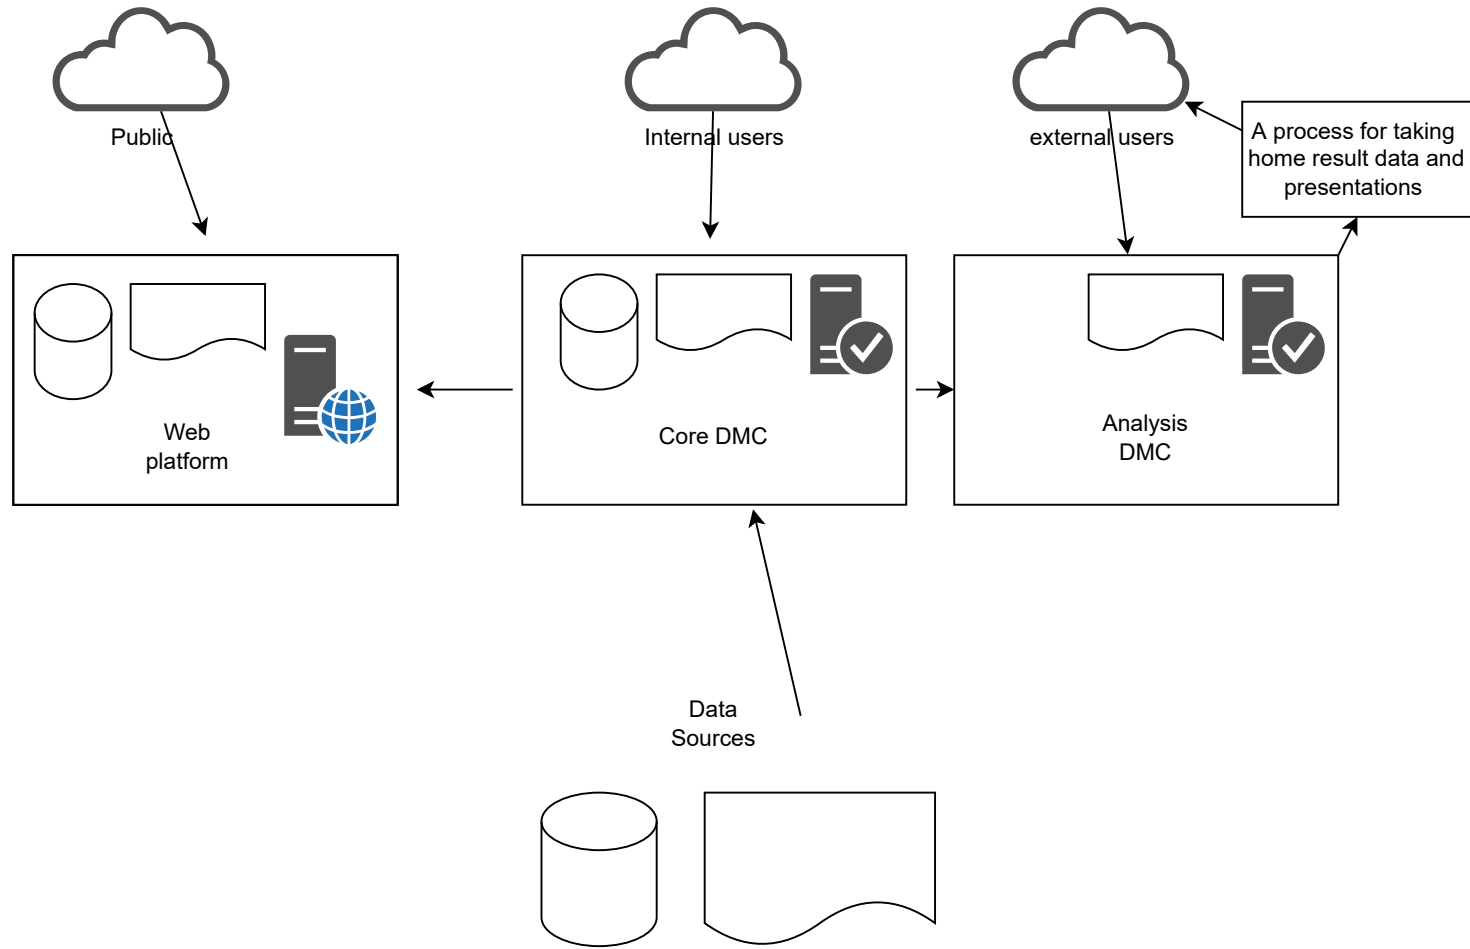 Public
Internal users
external users
A process for taking
home result data and
presentations
Web
platform
Core DMC
Analysis
DMC
Data
Sources